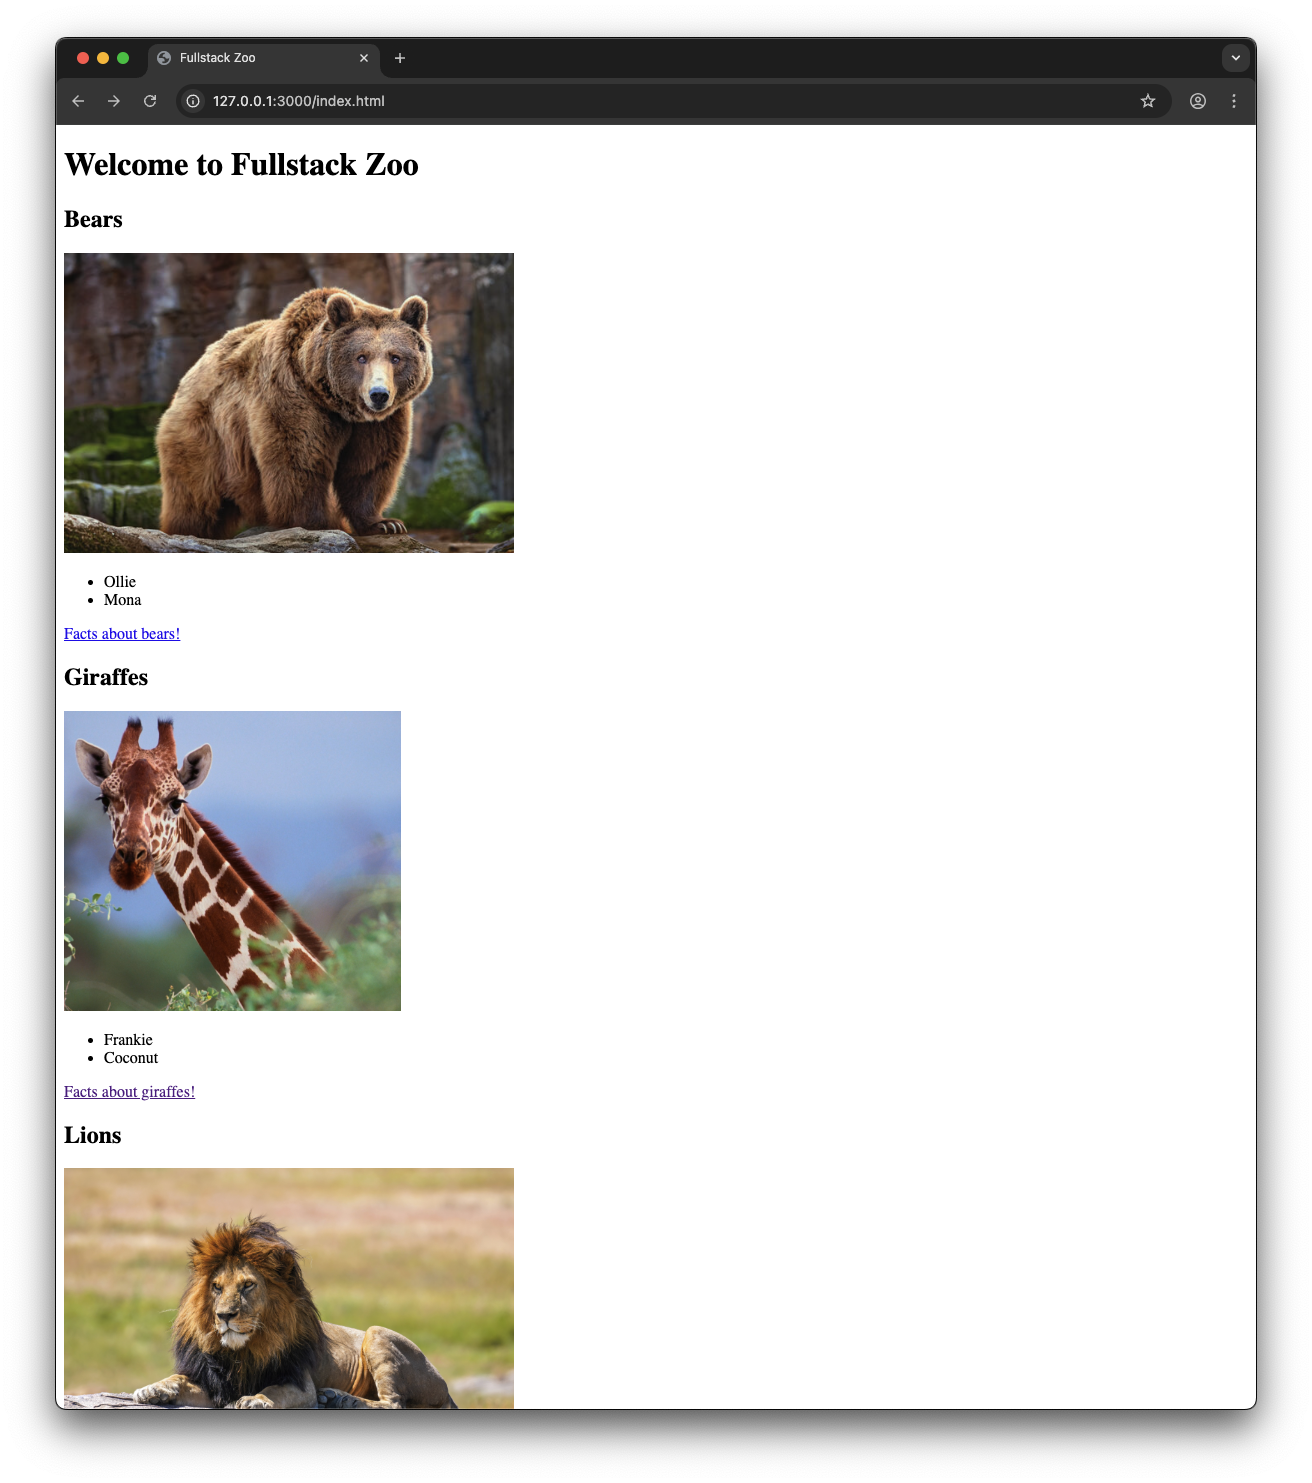 Fullstack Zoo
127.0.0.1:3000/index.html
Welcome to Fullstack Zoo
Bears
Ollie
Mona
Facts about bears!
Giraffes
Frankie
Coconut
Facts about giraffes!
Lions